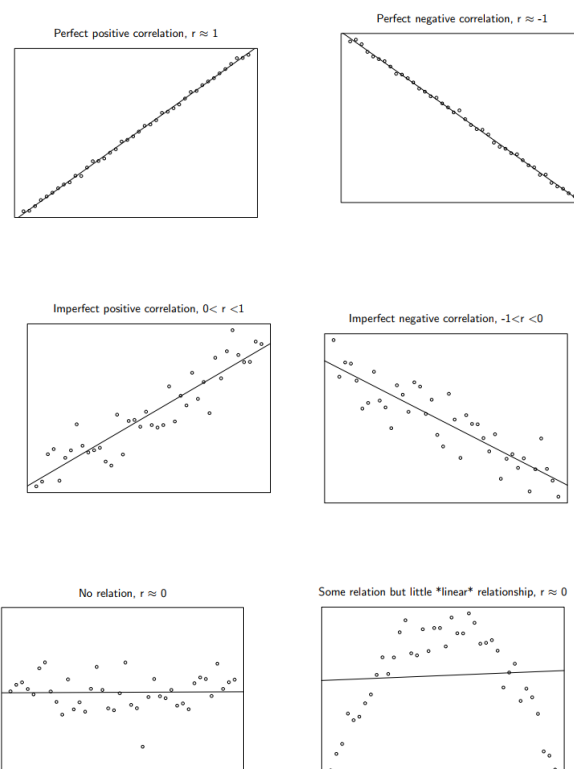 Perfect positive correlation, r ≈ 1
Perfect negative correlation, r ≈ -1
Imperfect positive correlation, 0< r <1
Imperfect negative correlation, -1<r <0
No relation, r ≈ 0
Some relation but little *linear* relationship, r ≈ 0